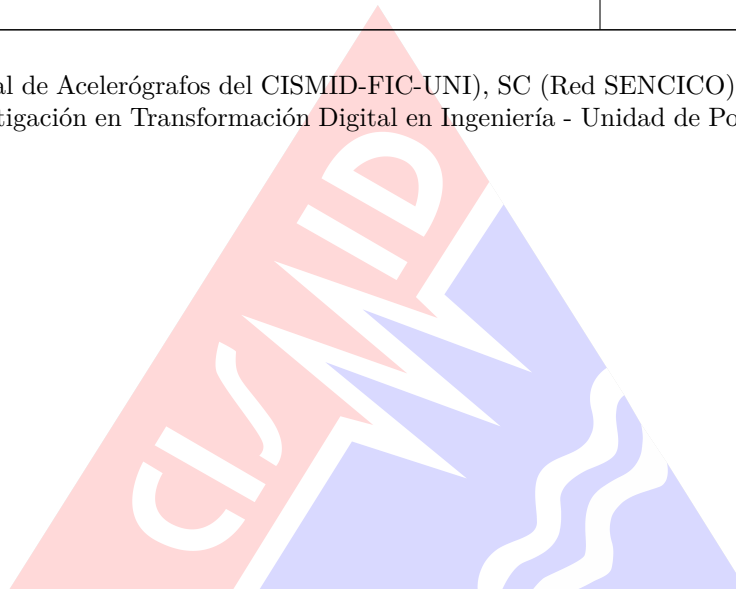 al de Acelerógrafos del CISMID-FIC-UNI), SC (Red SENCICO)
tigación en Transformación Digital en Ingeniería - Unidad de Po
CISMID